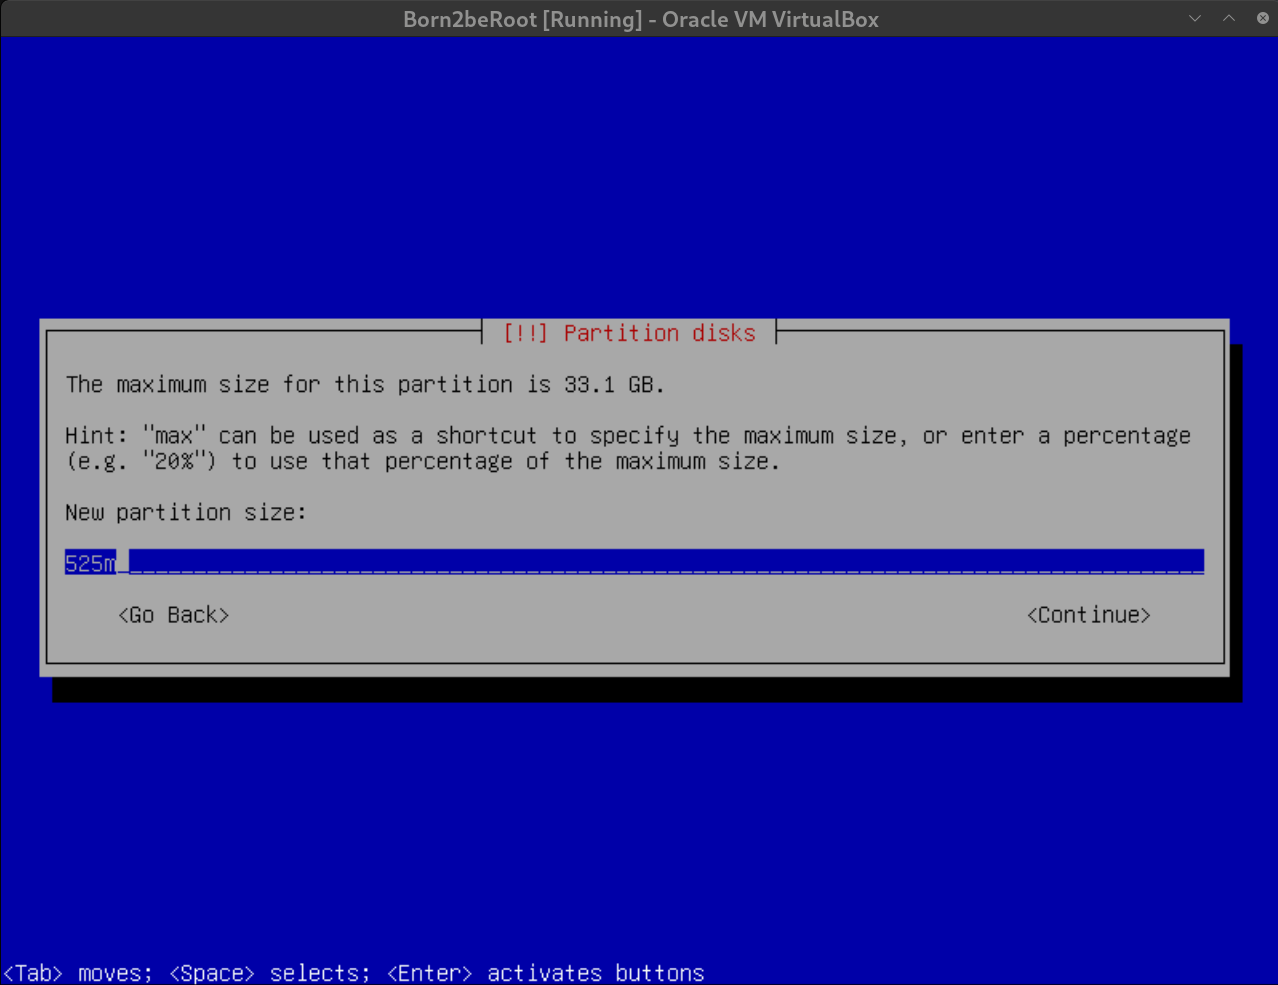 Born2beRoot [Running] - Oracle VM VirtualBox
[!!] Partition disks
The maximum size for this partition is 33.1 GB.
Hint: "max" can be used as a shortcut to specify the maximum size, or enter a percentage
(e.g. "20%") to use that percentage of the maximum size.
New partition size:
525m
<Go Back> <Continue>
<Tab> moves; <Space> selects; <Enter> activates buttons